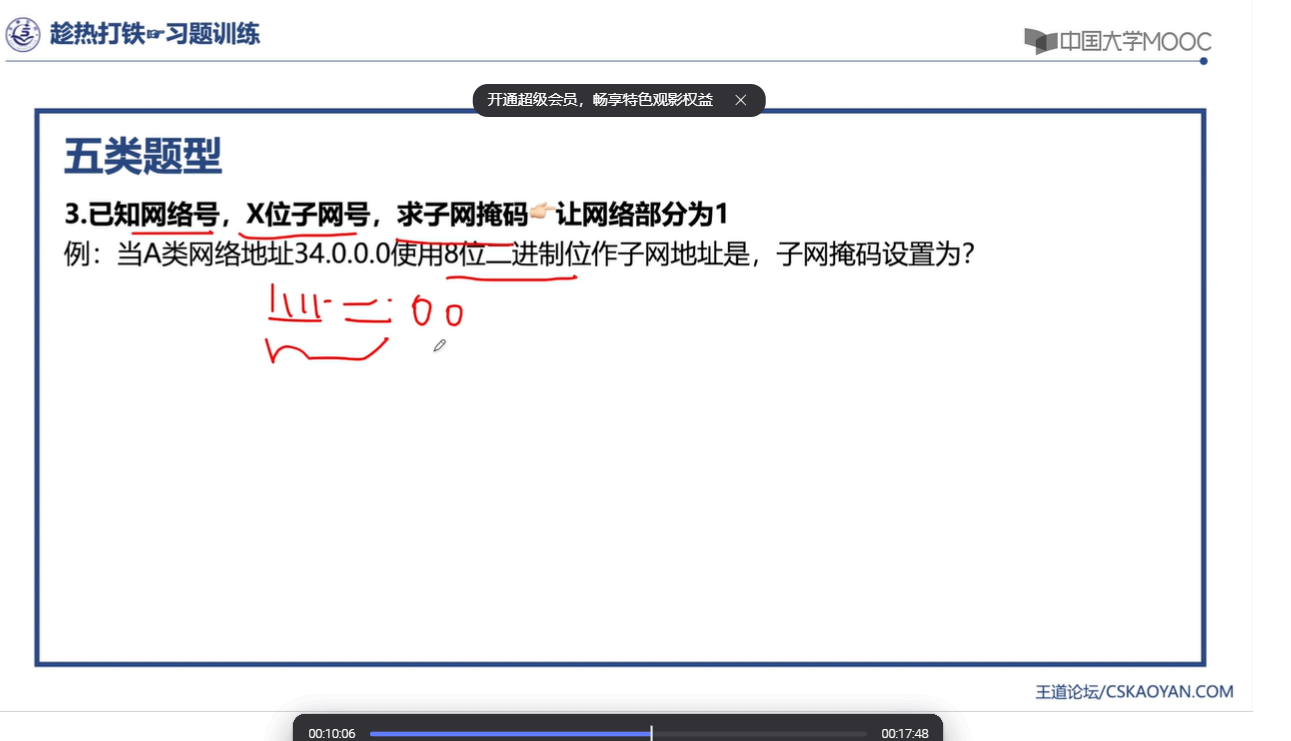 趁热打铁☞习题训练
中国大学MOOC
开通超级会员，畅享特色观影权益
五类题型
3.已知网络号，X位子网号，求子网掩码👉让网络部分为1
例：当A类网络地址34.0.0.0使用8位二进制位作子网地址是，子网掩码设置为？
王道论坛/CSKAOYAN.COM
00:10:06
00:17:48